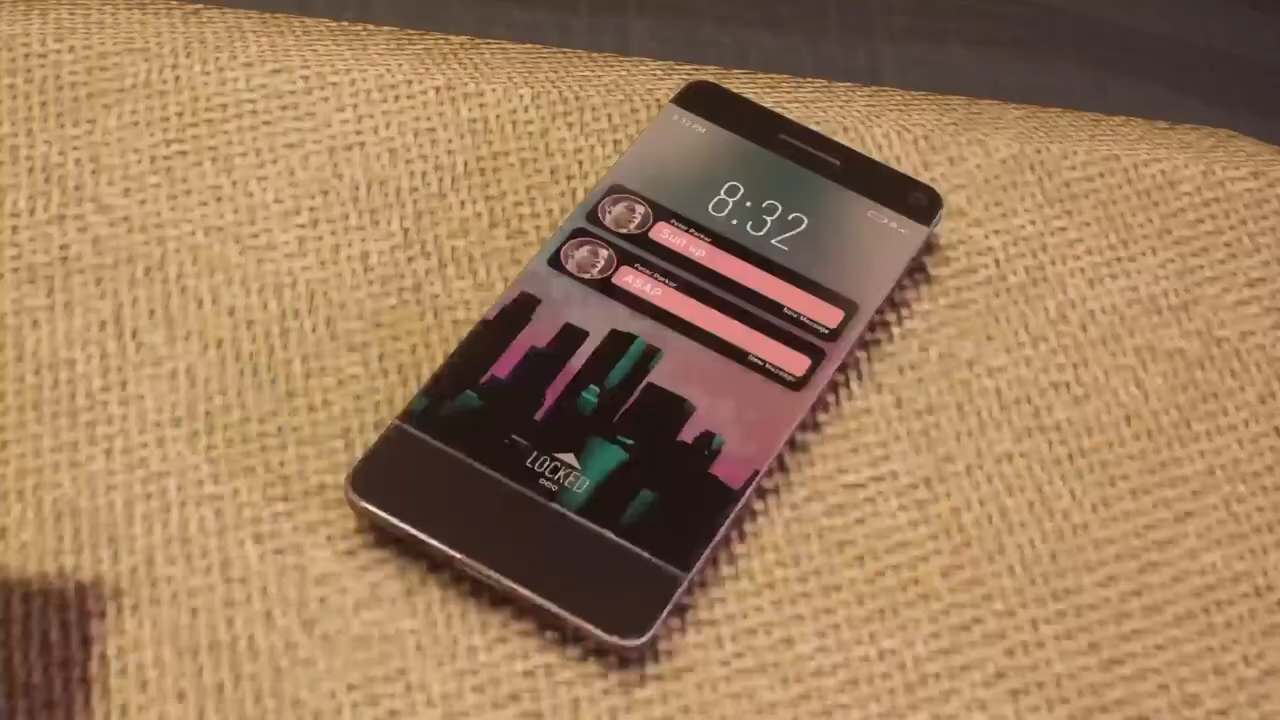 8:32
Peter Parker
Suit up
New Message
Peter Parker
ASAP
New Message
LOCKED